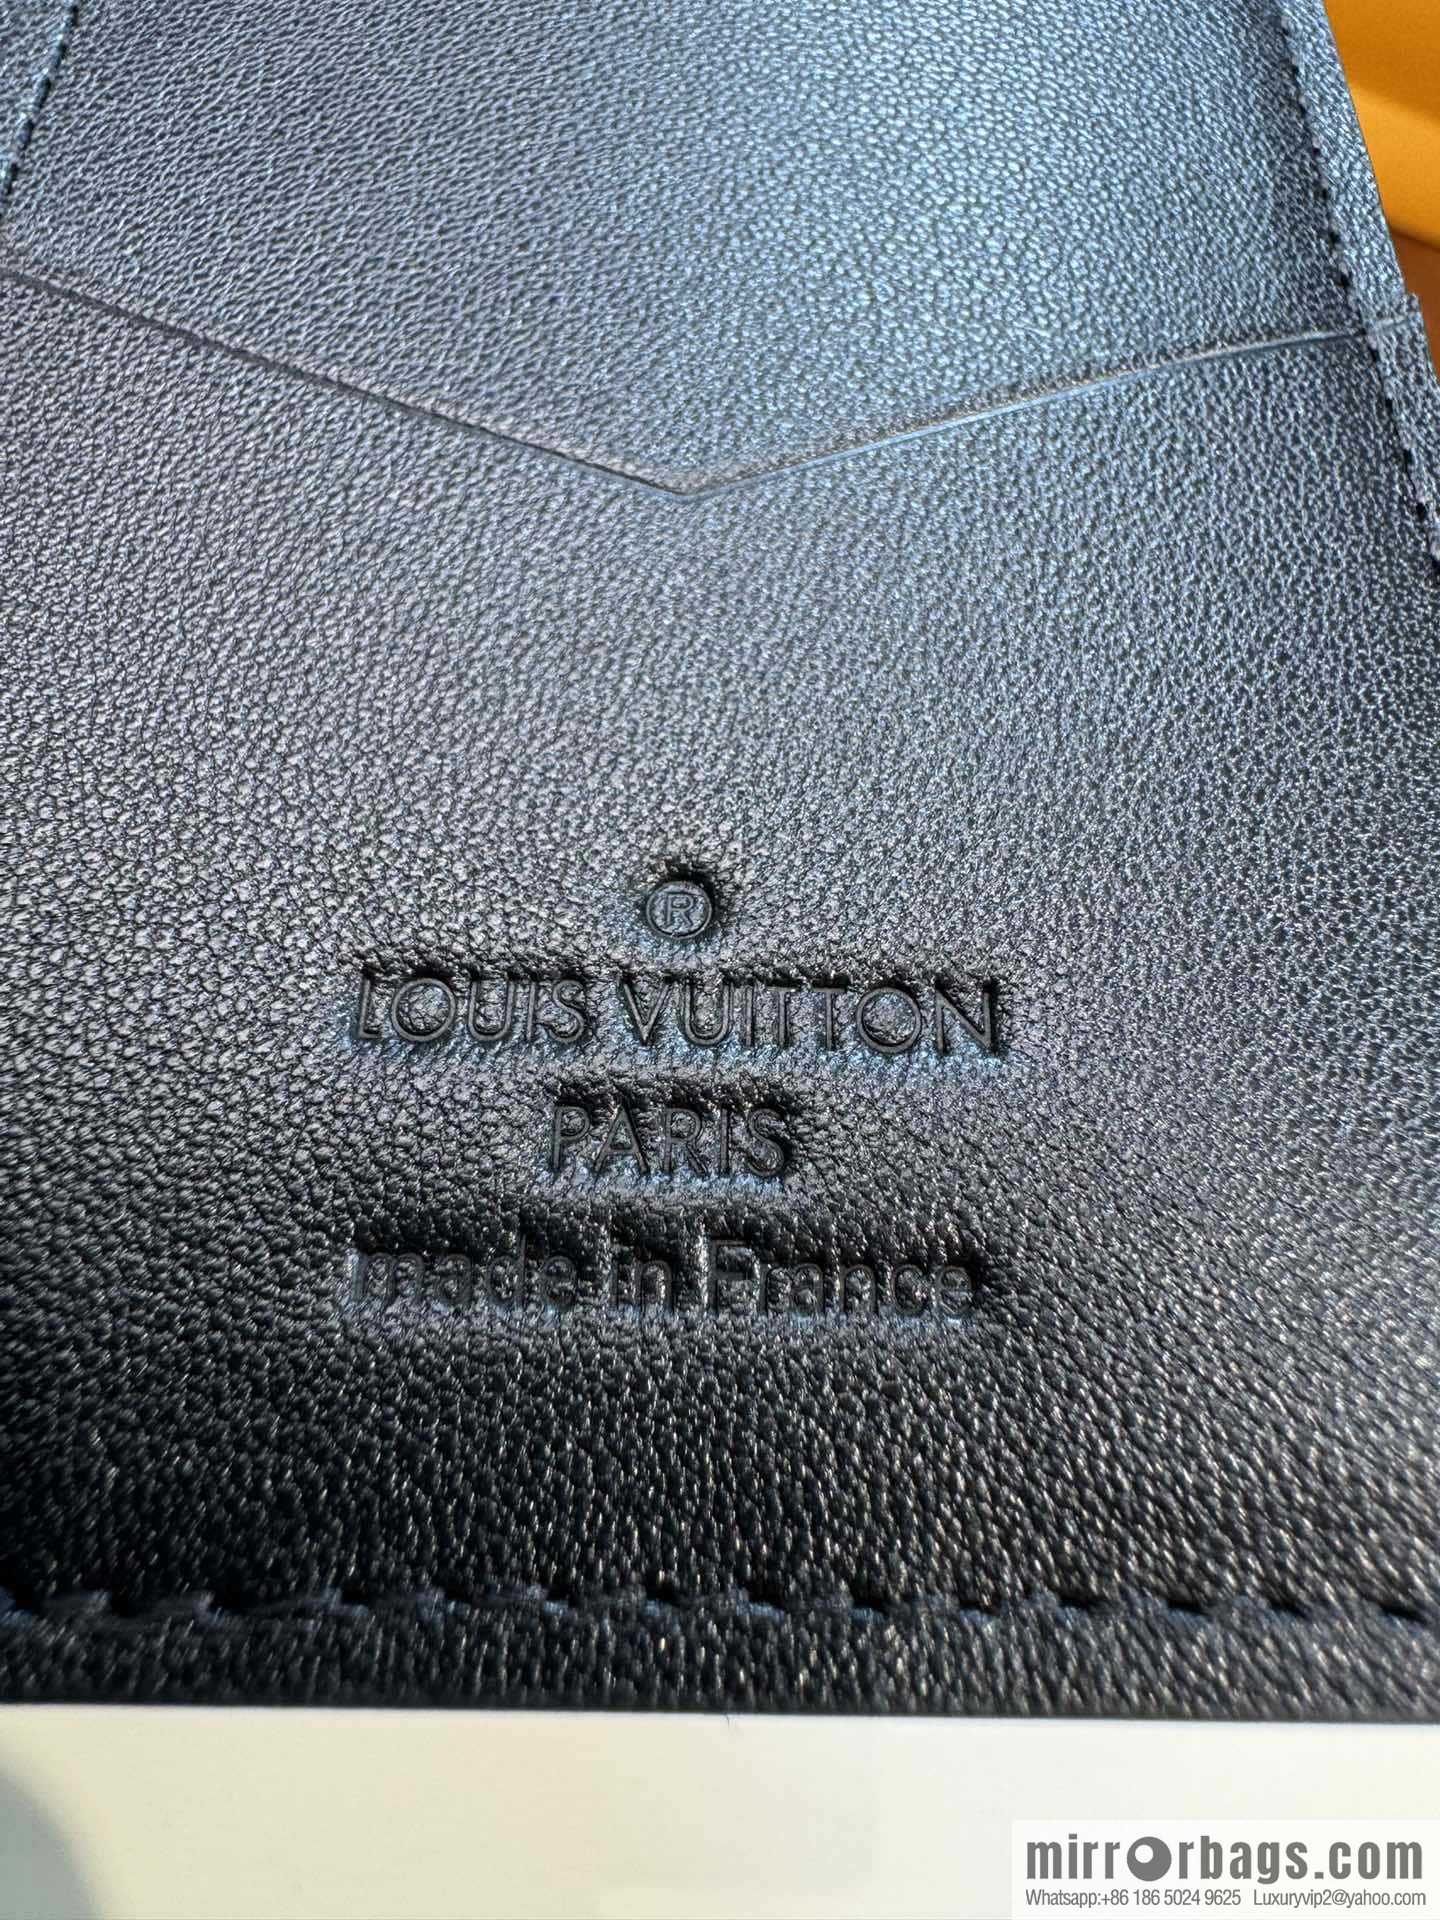 ®
LOUIS VUITTON
PARIS
made in France
mirrorbags.com
Whatsapp:+86 186 5024 9625 Luxuryvip2@yahoo.com